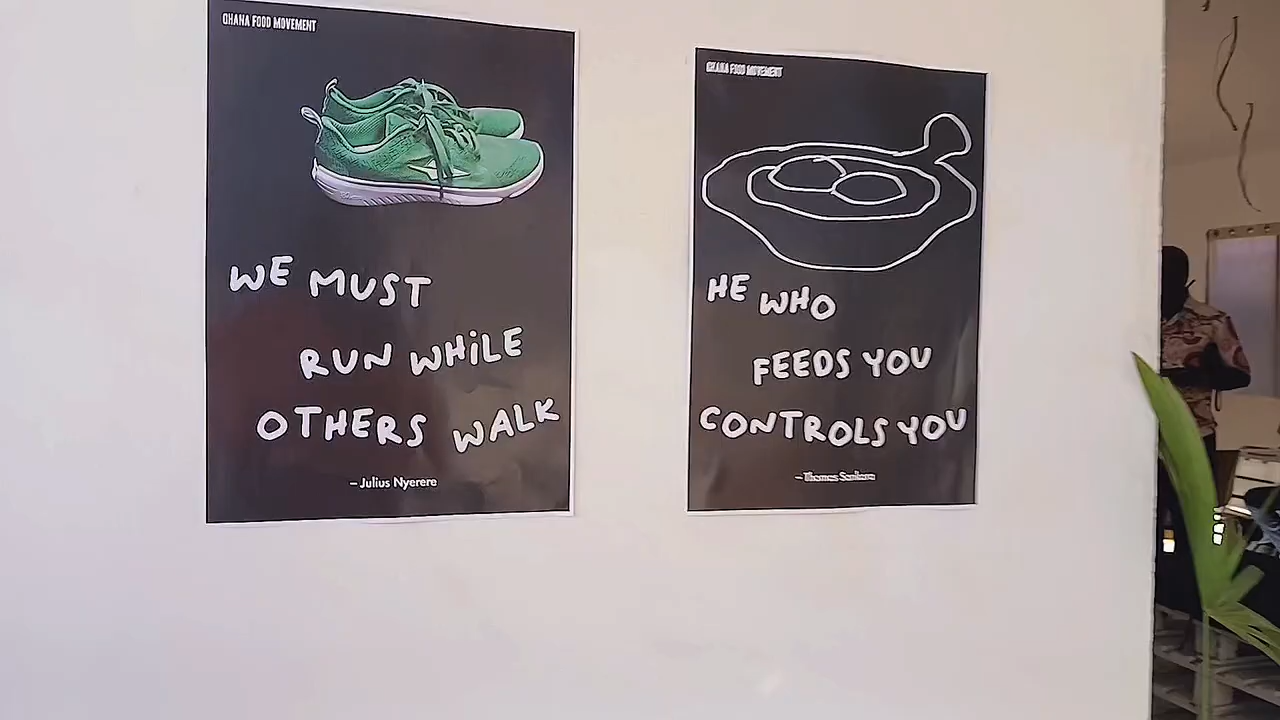 GHANA FOOD MOVEMENT
WE MUST
RUN WHiLE
OTHERS WALK
– Julius Nyerere
GHANA FOOD MOVEMENT
HE WHO
FEEDS YOU
CONTROLS YOU
– Thomas Sankara